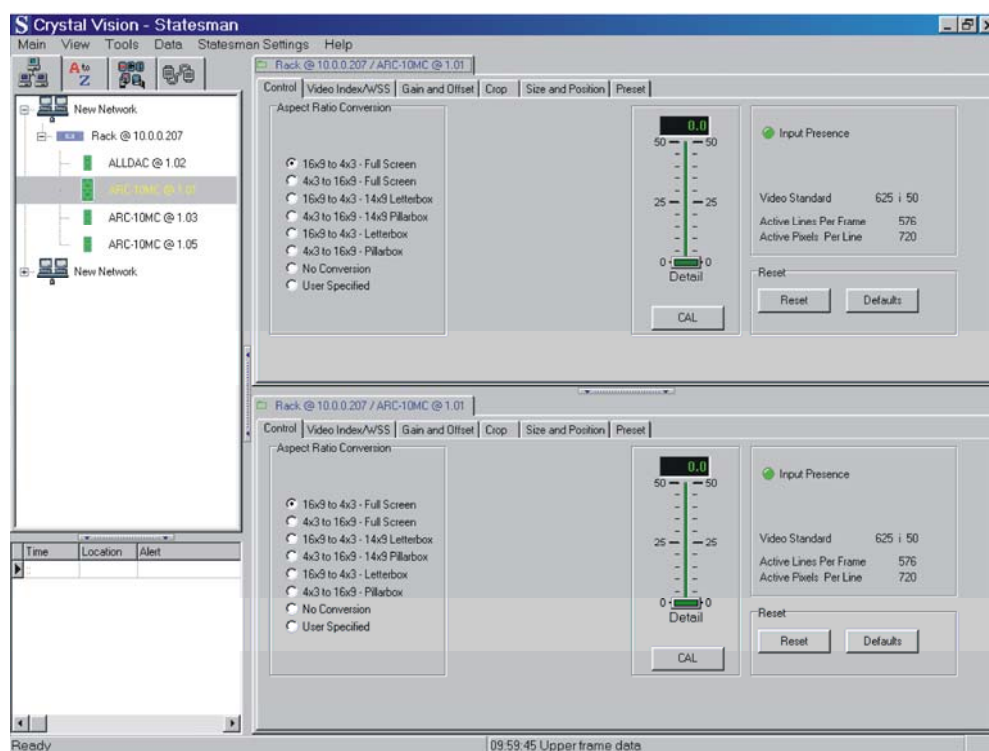 S Crystal Vision - Statesman
Main View Tools Data Statesman Settings Help
A to Z
New Network
Rack @ 10.0.0.207
ALLDAC @ 1.02
ARC-10MC @ 1.01
ARC-10MC @ 1.03
ARC-10MC @ 1.05
New Network
Time Location Alert
Rack @ 10.0.0.207 / ARC-10MC @ 1.01
Control Video Index/WSS Gain and Offset Crop Size and Position Preset
Aspect Ratio Conversion
16x9 to 4x3 - Full Screen
4x3 to 16x9 - Full Screen
16x9 to 4x3 - 14x9 Letterbox
4x3 to 16x9 - 14x9 Pillarbox
16x9 to 4x3 - Letterbox
4x3 to 16x9 - Pillarbox
No Conversion
User Specified
0.0
50 50
25 25
0 0
Detail
CAL
Input Presence
Video Standard 625 i 50
Active Lines Per Frame 576
Active Pixels Per Line 720
Reset
Reset Defaults
Rack @ 10.0.0.207 / ARC-10MC @ 1.01
Control Video Index/WSS Gain and Offset Crop Size and Position Preset
Aspect Ratio Conversion
16x9 to 4x3 - Full Screen
4x3 to 16x9 - Full Screen
16x9 to 4x3 - 14x9 Letterbox
4x3 to 16x9 - 14x9 Pillarbox
16x9 to 4x3 - Letterbox
4x3 to 16x9 - Pillarbox
No Conversion
User Specified
0.0
50 50
25 25
0 0
Detail
CAL
Input Presence
Video Standard 625 i 50
Active Lines Per Frame 576
Active Pixels Per Line 720
Reset
Reset Defaults
Ready 09:59:45 Upper frame data